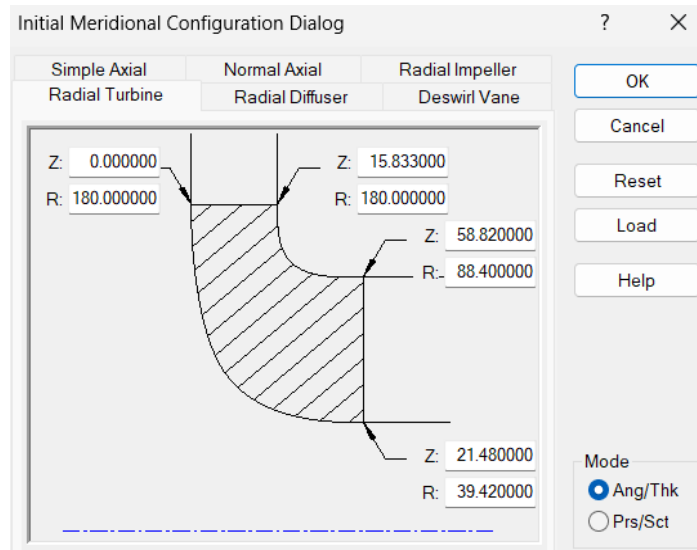 Initial Meridional Configuration Dialog ?
Simple Axial Normal Axial Radial Impeller
Radial Turbine Radial Diffuser Deswirl Vane
OK
Cancel
Reset
Load
Help
Z: 0.000000 Z: 15.833000
R: 180.000000 R: 180.000000
Z: 58.820000
R: 88.400000
Z: 21.480000
R: 39.420000
Mode
Ang/Thk
Prs/Sct